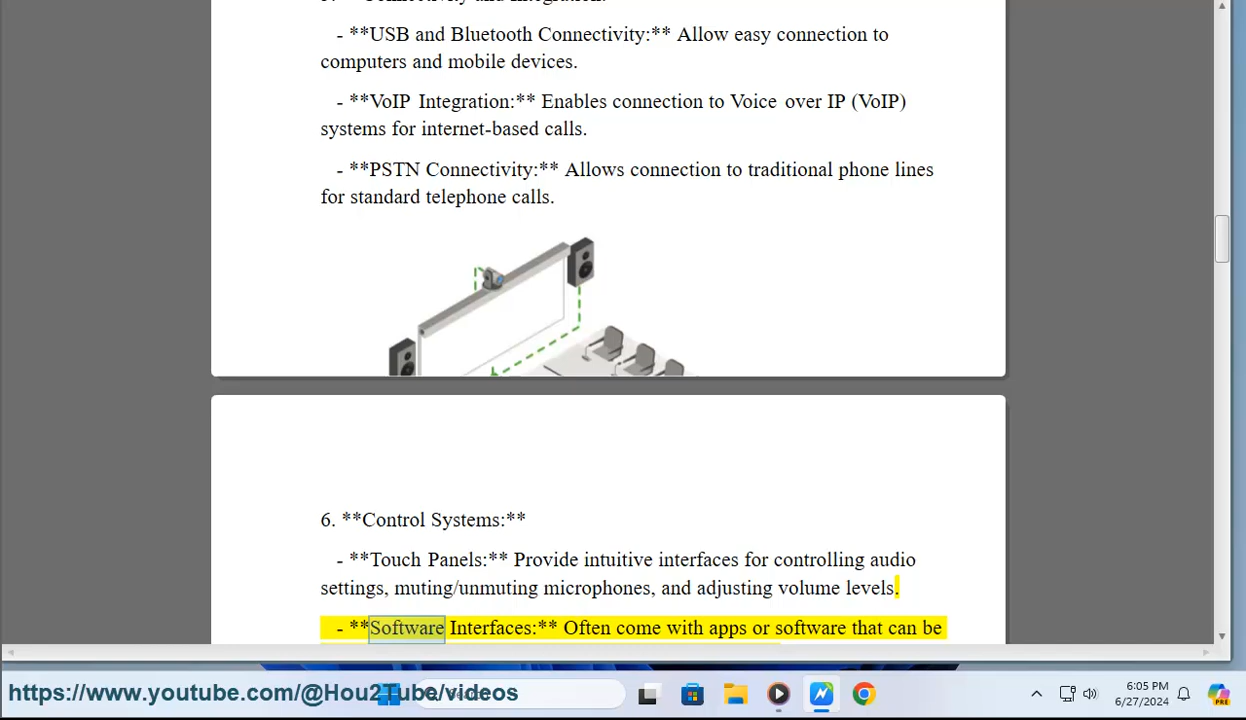 - **USB and Bluetooth Connectivity:** Allow easy connection to
computers and mobile devices.
- **VoIP Integration:** Enables connection to Voice over IP (VoIP)
systems for internet-based calls.
- **PSTN Connectivity:** Allows connection to traditional phone lines
for standard telephone calls.
6. **Control Systems:**
- **Touch Panels:** Provide intuitive interfaces for controlling audio
settings, muting/unmuting microphones, and adjusting volume levels.
- **Software Interfaces:** Often come with apps or software that can be
https://www.youtube.com/@Hou2Tube/videos
6:05 PM
6/27/2024
PRE